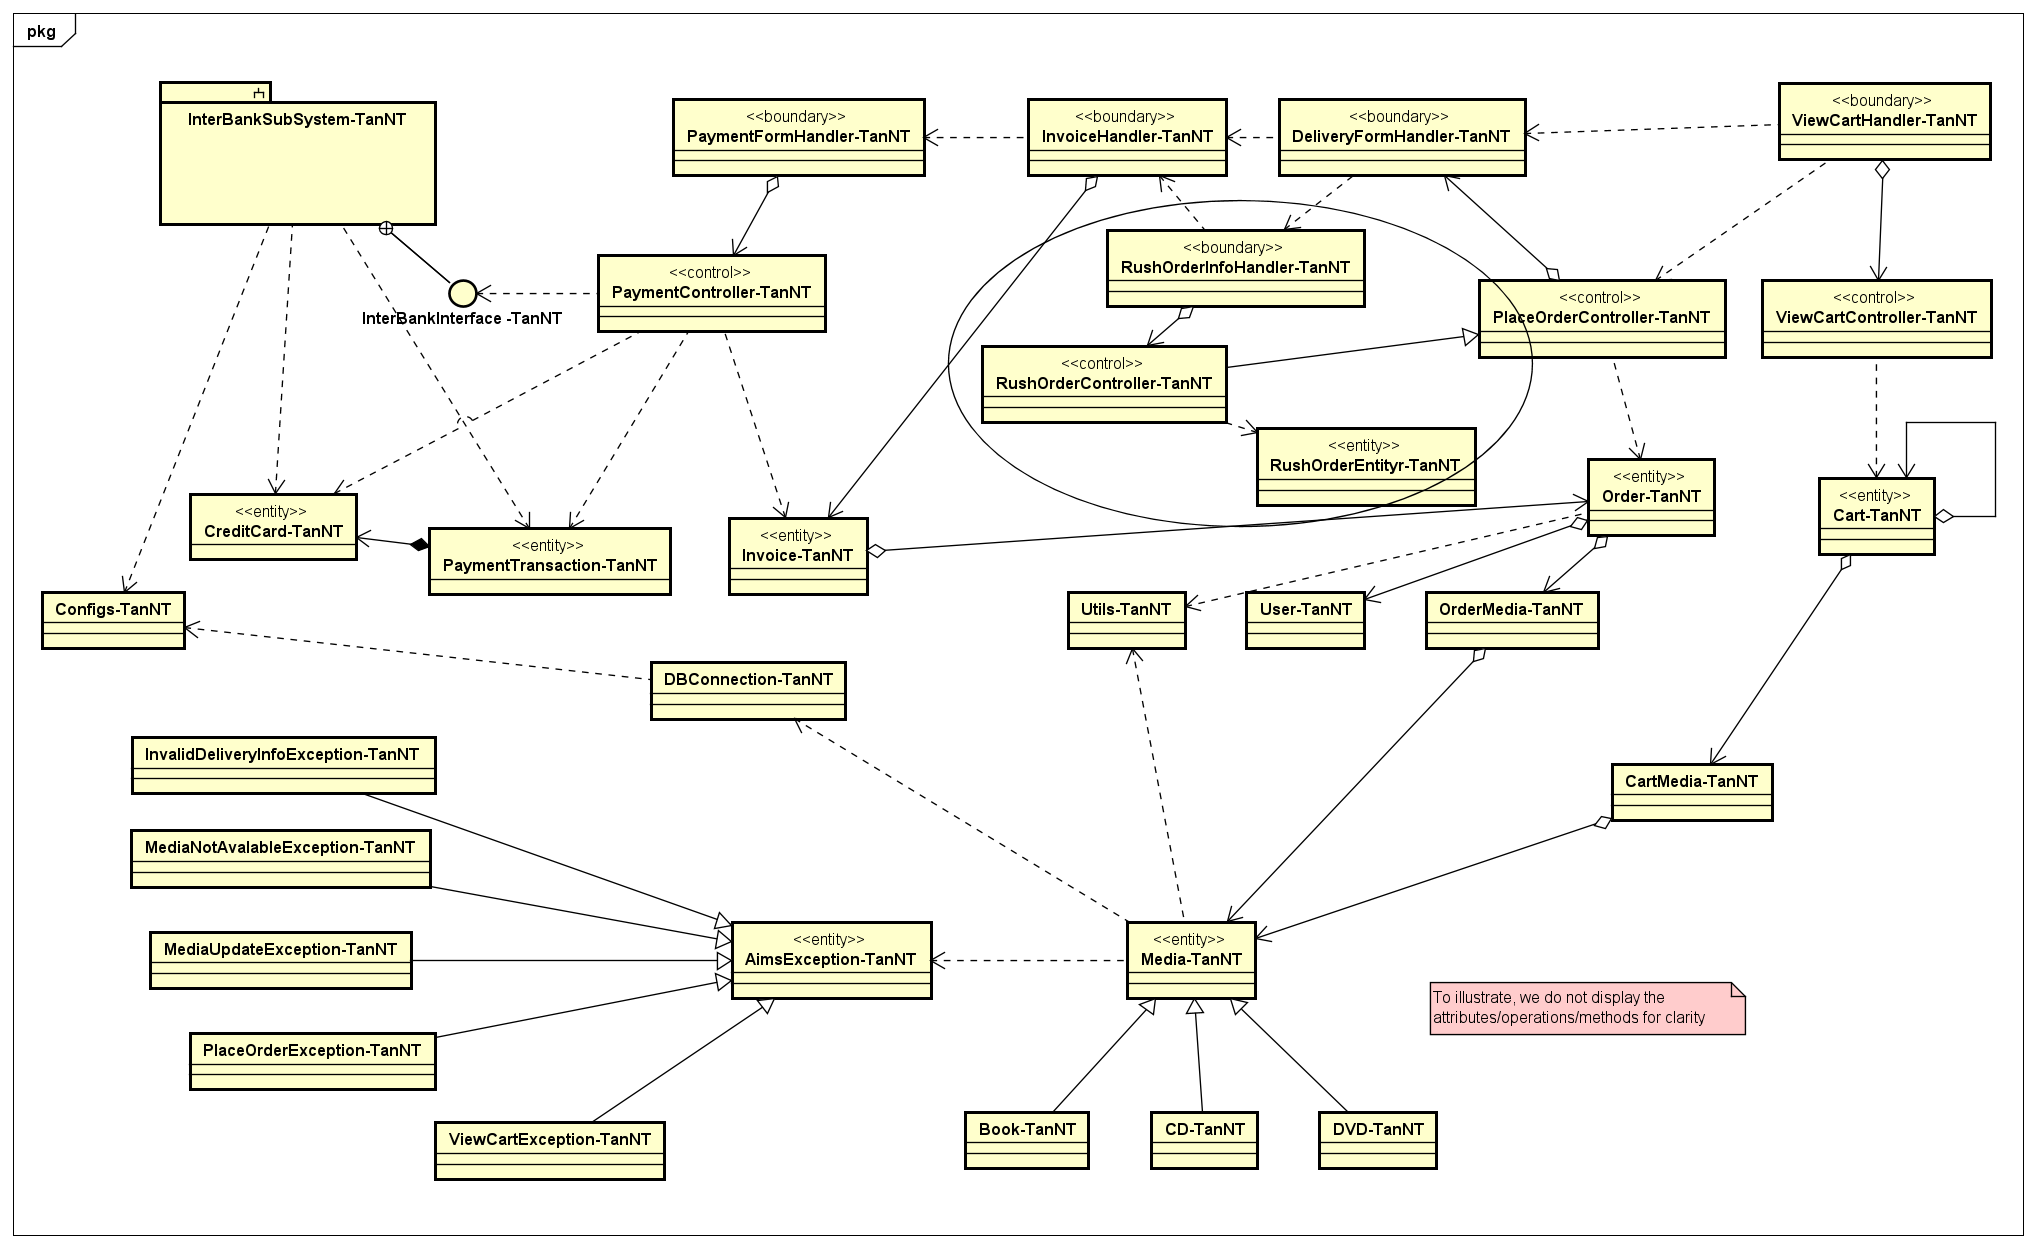 pkg
InterBankSubSystem-TanNT
<<boundary>>
PaymentFormHandler-TanNT
<<boundary>>
InvoiceHandler-TanNT
<<boundary>>
DeliveryFormHandler-TanNT
<<boundary>>
ViewCartHandler-TanNT
<<boundary>>
RushOrderInfoHandler-TanNT
<<control>>
PaymentController-TanNT
InterBankInterface -TanNT
<<control>>
PlaceOrderController-TanNT
<<control>>
ViewCartController-TanNT
<<control>>
RushOrderController-TanNT
<<entity>>
RushOrderEntityr-TanNT
<<entity>>
Order-TanNT
<<entity>>
Cart-TanNT
<<entity>>
CreditCard-TanNT
<<entity>>
PaymentTransaction-TanNT
<<entity>>
Invoice-TanNT
Configs-TanNT
Utils-TanNT
User-TanNT
OrderMedia-TanNT
DBConnection-TanNT
InvalidDeliveryInfoException-TanNT
CartMedia-TanNT
MediaNotAvalableException-TanNT
MediaUpdateException-TanNT
<<entity>>
AimsException-TanNT
<<entity>>
Media-TanNT
To illustrate, we do not display the
attributes/operations/methods for clarity
PlaceOrderException-TanNT
ViewCartException-TanNT
Book-TanNT
CD-TanNT
DVD-TanNT